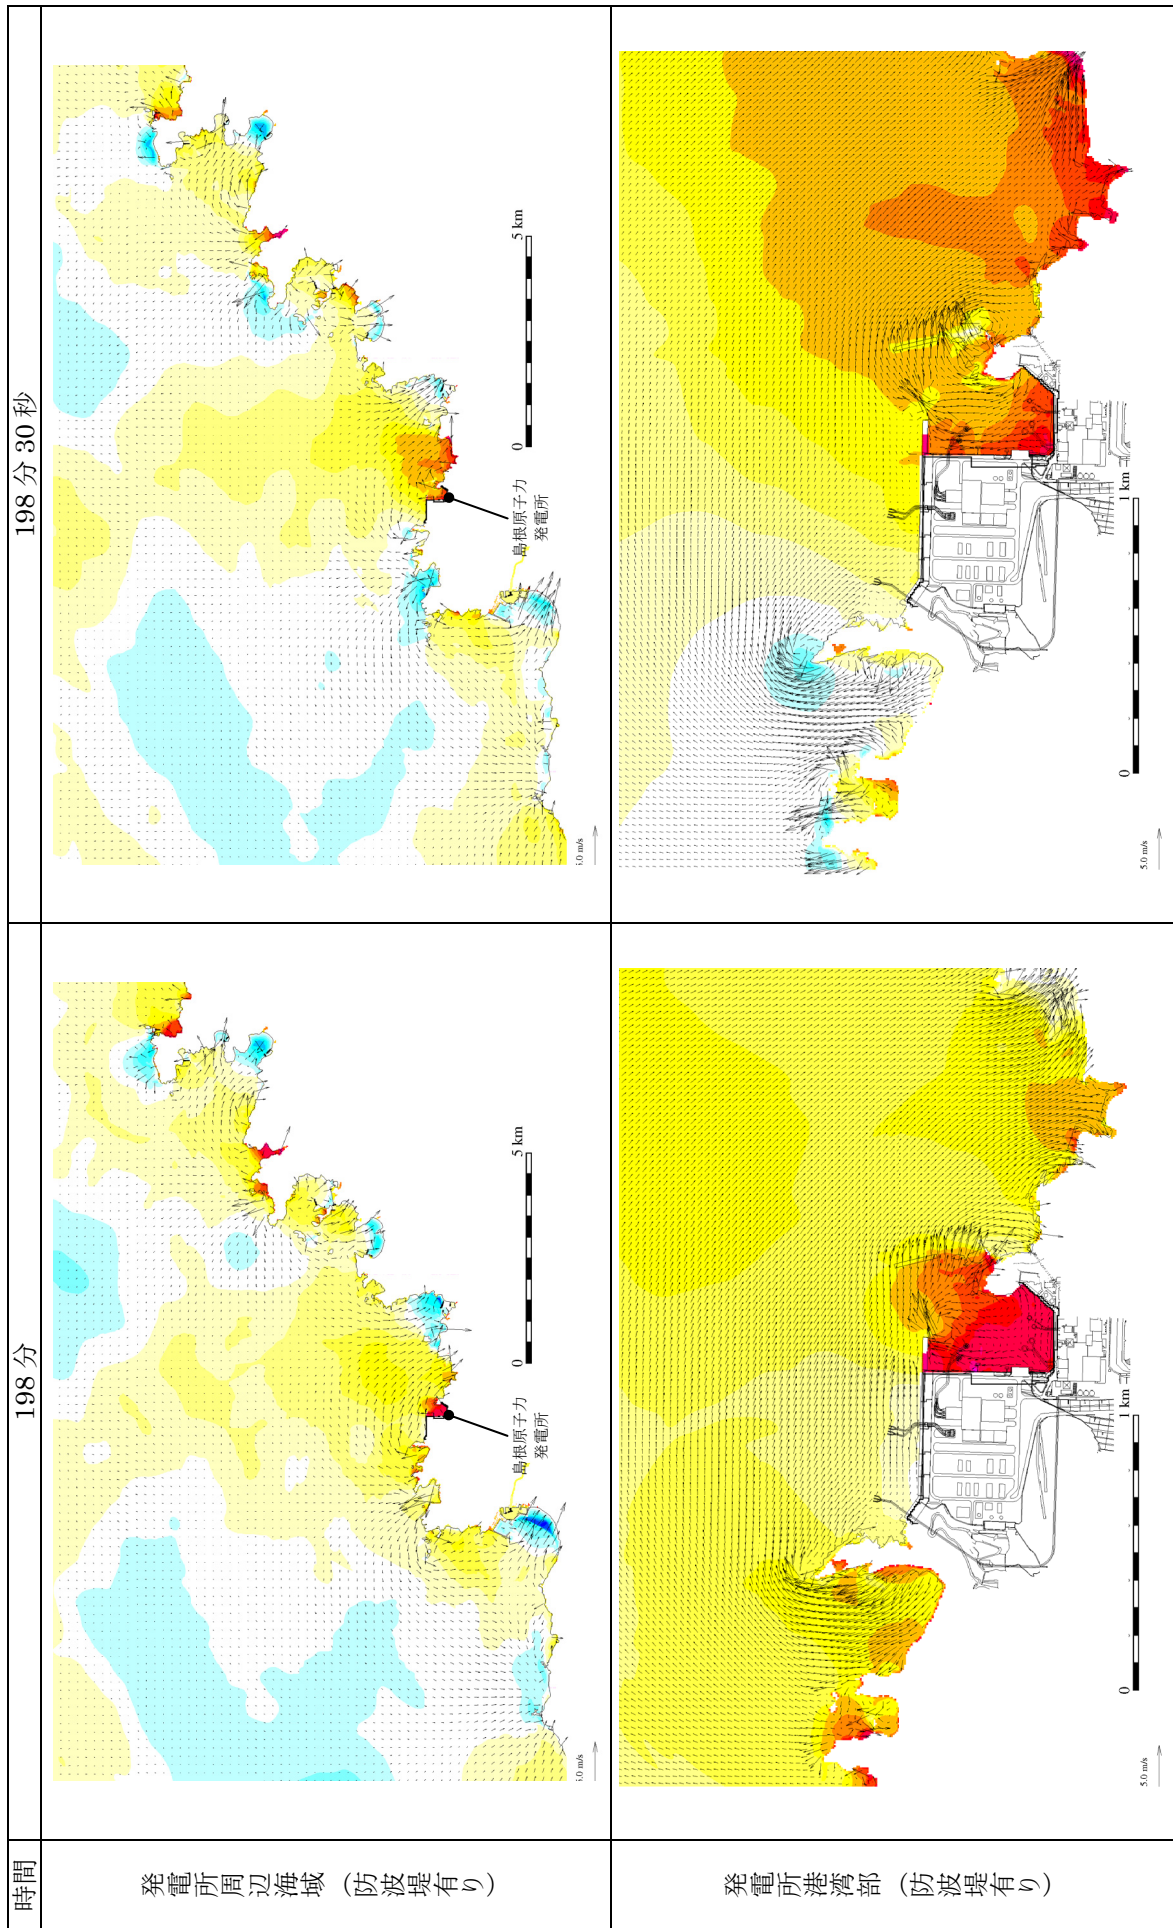 時間
198分
198分30秒
発電所周辺海域（防波堤有り）
島根原子力
発電所
0
5 km
5.0 m/s
島根原子力
発電所
0
5 km
5.0 m/s
発電所港湾部（防波堤有り）
0
1 km
5.0 m/s
0
1 km
5.0 m/s